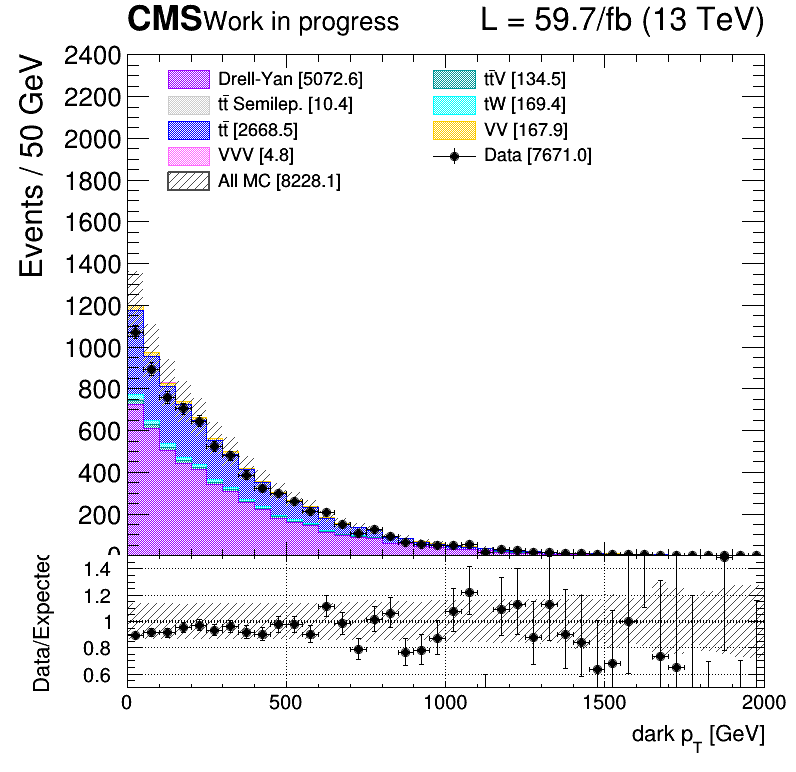 CMS Work in progress L = 59.7/fb (13 TeV)
Events / 50 GeV
2400
2200
2000
1800
1600
1400
1200
1000
800
600
400
200
0
Drell-Yan [5072.6]
tt̄ Semilep. [10.4]
tt̄ [2668.5]
VVV [4.8]
All MC [8228.1]
tt̄V [134.5]
tW [169.4]
VV [167.9]
Data [7671.0]
Data/Expected
1.4
1.2
1
0.8
0.6
0 500 1000 1500 2000
dark p_T [GeV]